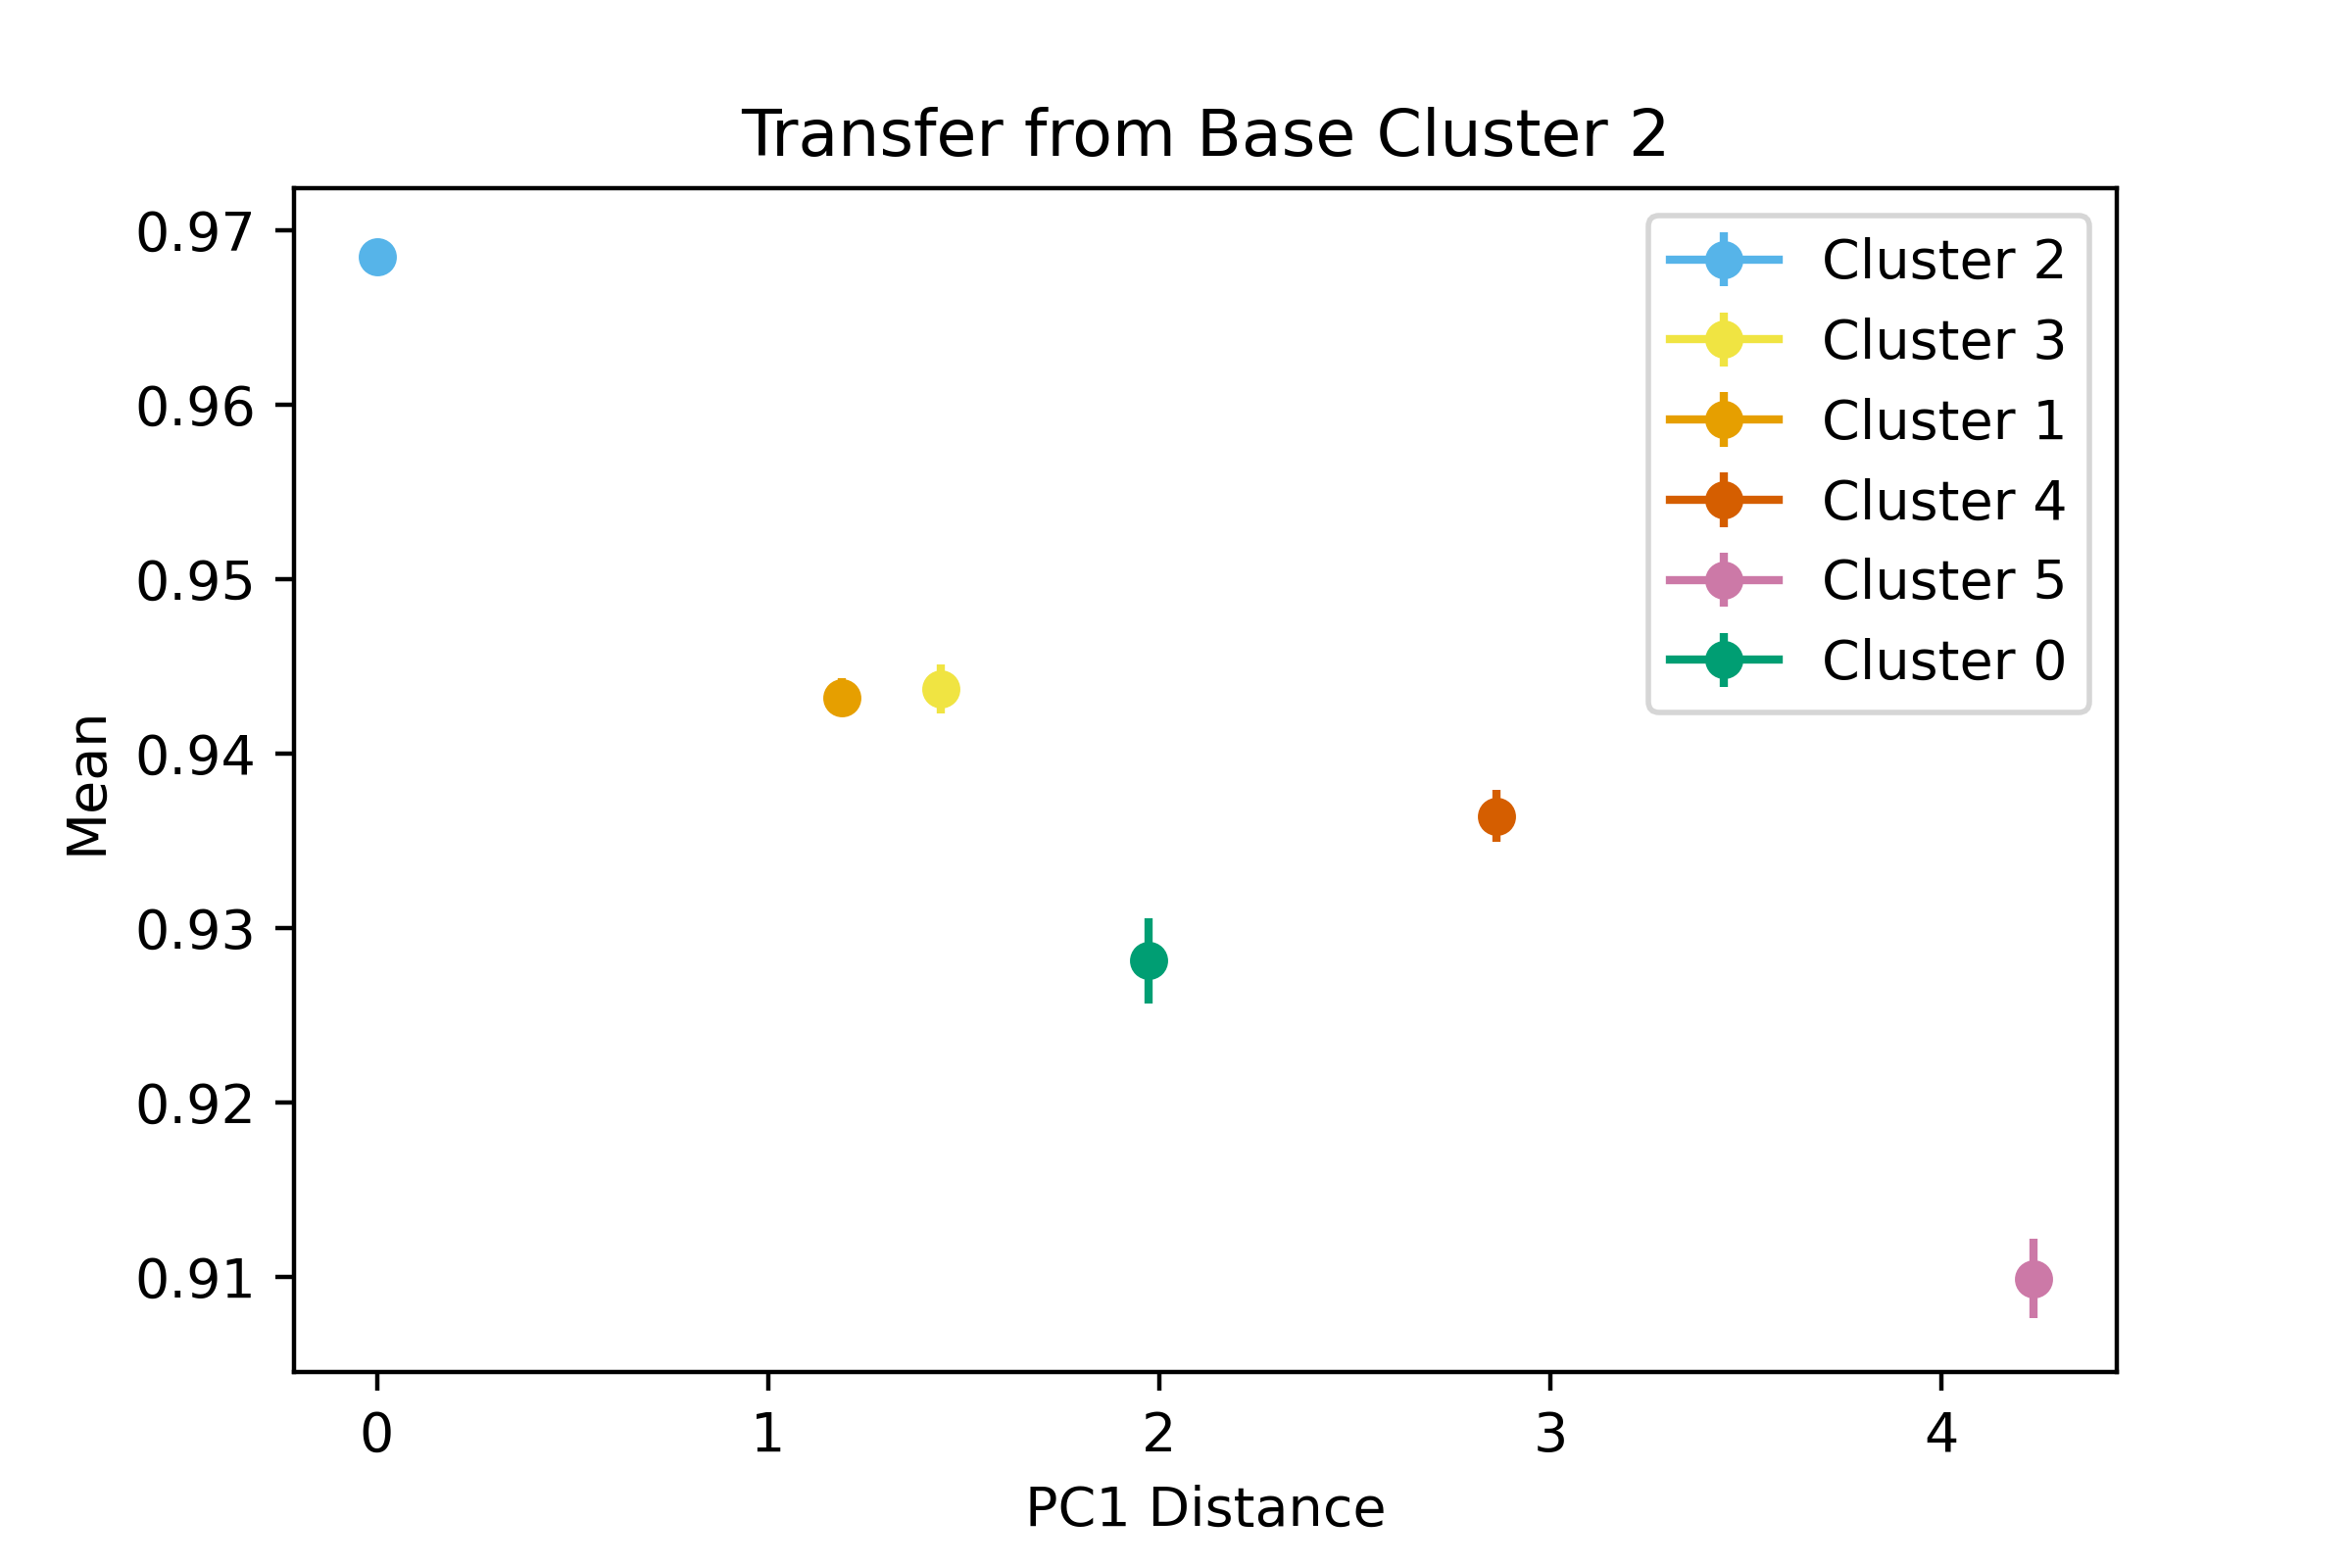 Transfer from Base Cluster 2
0.97
0.96
0.95
0.94
0.93
0.92
0.91
Mean
Cluster 2
Cluster 3
Cluster 1
Cluster 4
Cluster 5
Cluster 0
0 1 2 3 4
PC1 Distance